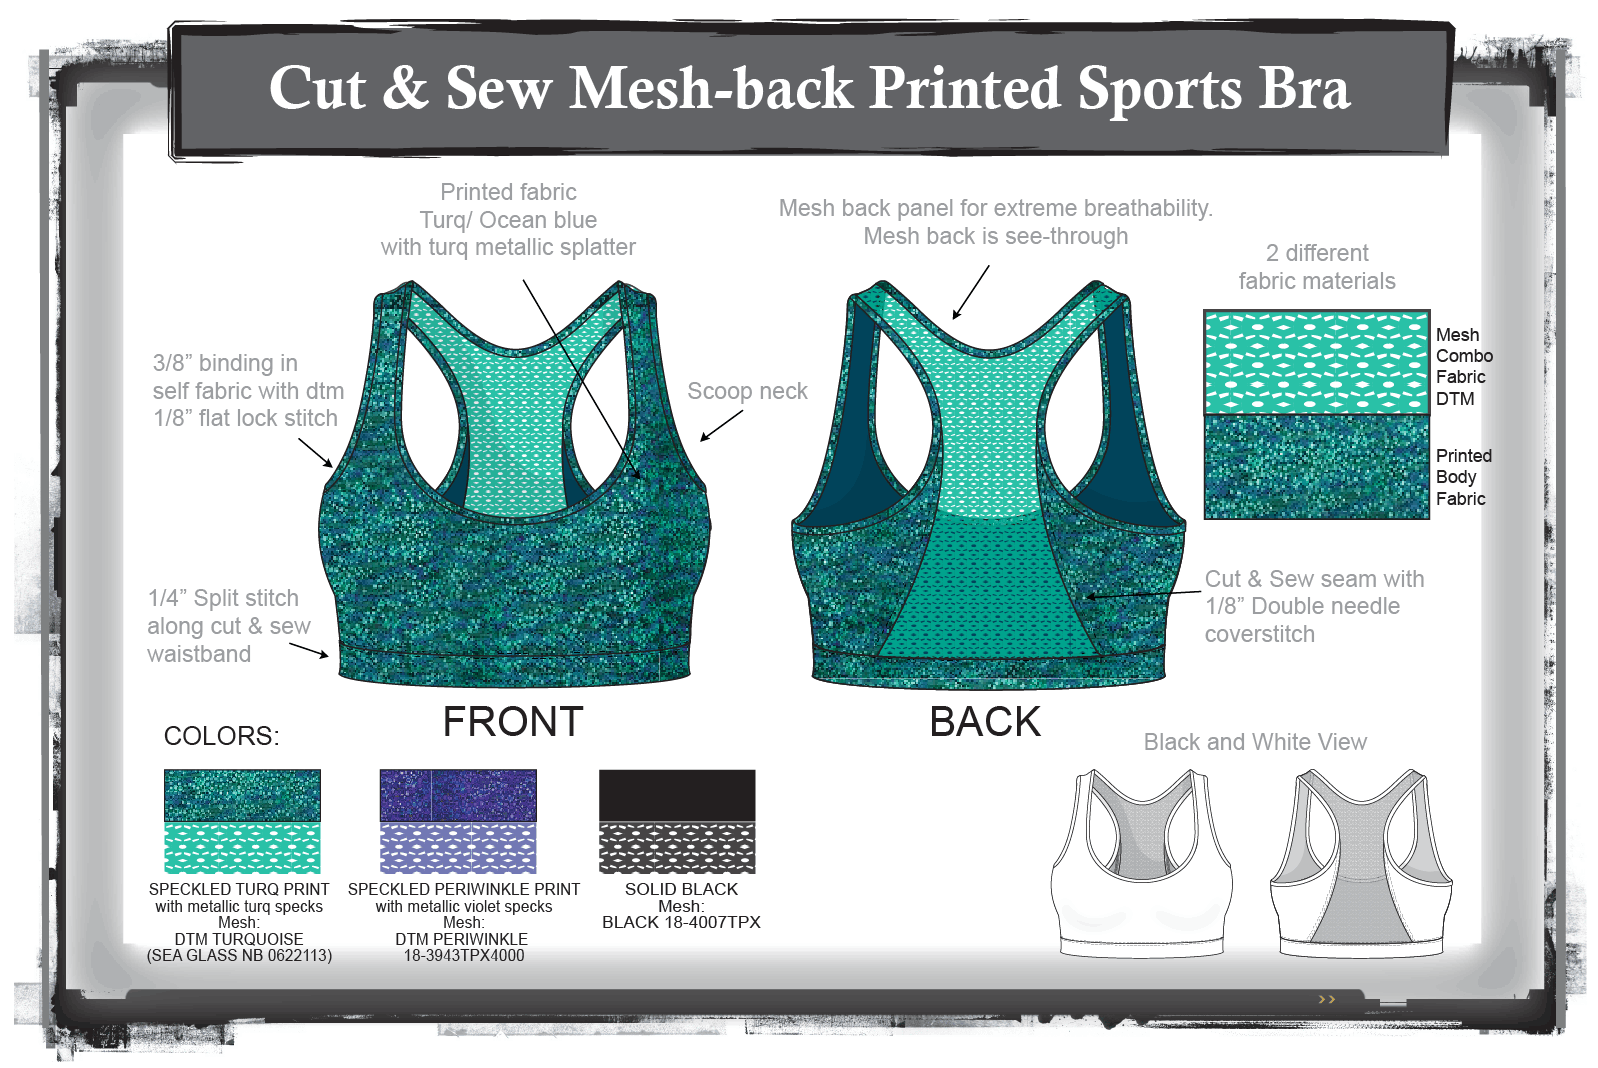 Cut & Sew Mesh-back Printed Sports Bra
Printed fabric
Turq/ Ocean blue
with turq metallic splatter
Mesh back panel for extreme breathability.
Mesh back is see-through
2 different
fabric materials
Mesh
Combo
Fabric
DTM
Printed
Body
Fabric
3/8” binding in
self fabric with dtm
1/8” flat lock stitch
Scoop neck
1/4” Split stitch
along cut & sew
waistband
Cut & Sew seam with
1/8” Double needle
coverstitch
FRONT
BACK
COLORS:
SPECKLED TURQ PRINT
with metallic turq specks
Mesh:
DTM TURQUOISE
(SEA GLASS NB 0622113)
SPECKLED PERIWINKLE PRINT
with metallic violet specks
Mesh:
DTM PERIWINKLE
18-3943TPX4000
SOLID BLACK
Mesh:
BLACK 18-4007TPX
Black and White View
>>